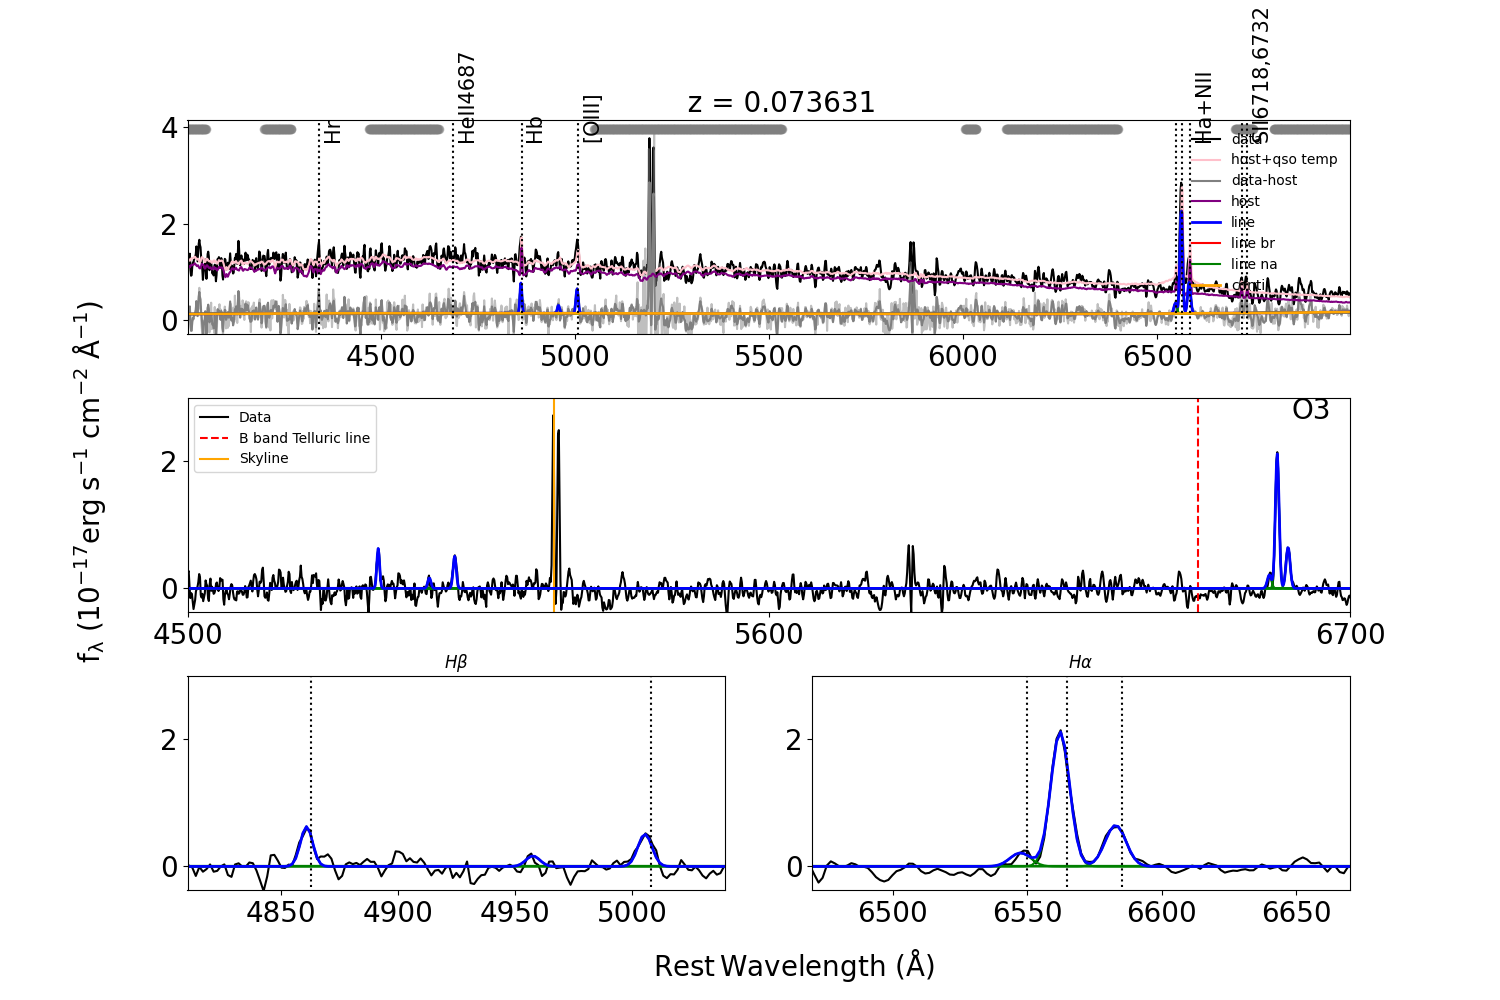 z = 0.073631
Hr
HeII4687
Hb
[OIII]
Ha+NII
SII6718,6732
4
2
0
data
host+qso temp
data-host
host
line
line br
line na
conti
4500
5000
5500
6000
6500
fλ (10⁻¹⁷erg s⁻¹ cm⁻² Å⁻¹)
Data
B band Telluric line
Skyline
O3
2
0
4500
5600
6700
Hβ
2
0
4850
4900
4950
5000
Hα
2
0
6500
6550
6600
6650
Rest Wavelength (Å)